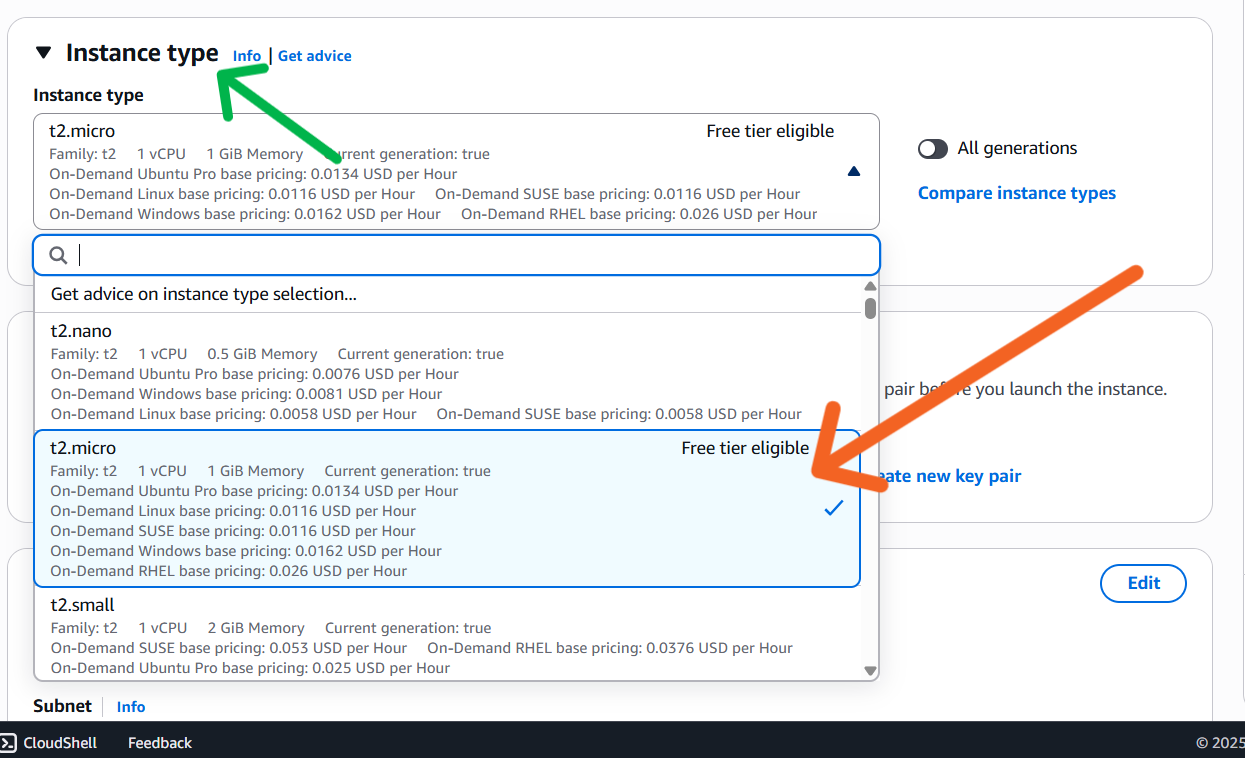 Instance type Info | Get advice
Instance type
t2.micro Free tier eligible
Family: t2 1 vCPU 1 GiB Memory rrent generation: true
On-Demand Ubuntu Pro base pricing: 0.0134 USD per Hour
On-Demand Linux base pricing: 0.0116 USD per Hour On-Demand SUSE base pricing: 0.0116 USD per Hour
On-Demand Windows base pricing: 0.0162 USD per Hour On-Demand RHEL base pricing: 0.026 USD per Hour
All generations
Compare instance types
Get advice on instance type selection...
t2.nano
Family: t2 1 vCPU 0.5 GiB Memory Current generation: true
On-Demand Ubuntu Pro base pricing: 0.0076 USD per Hour
On-Demand Windows base pricing: 0.0081 USD per Hour
On-Demand Linux base pricing: 0.0058 USD per Hour On-Demand SUSE base pricing: 0.0058 USD per Hour
t2.micro Free tier eligible
Family: t2 1 vCPU 1 GiB Memory Current generation: true
On-Demand Ubuntu Pro base pricing: 0.0134 USD per Hour
On-Demand Linux base pricing: 0.0116 USD per Hour
On-Demand SUSE base pricing: 0.0116 USD per Hour
On-Demand Windows base pricing: 0.0162 USD per Hour
On-Demand RHEL base pricing: 0.026 USD per Hour
t2.small
Family: t2 1 vCPU 2 GiB Memory Current generation: true
On-Demand SUSE base pricing: 0.053 USD per Hour On-Demand RHEL base pricing: 0.0376 USD per Hour
On-Demand Ubuntu Pro base pricing: 0.025 USD per Hour
pair before you launch the instance.
eate new key pair
Edit
Subnet Info
CloudShell Feedback © 2025